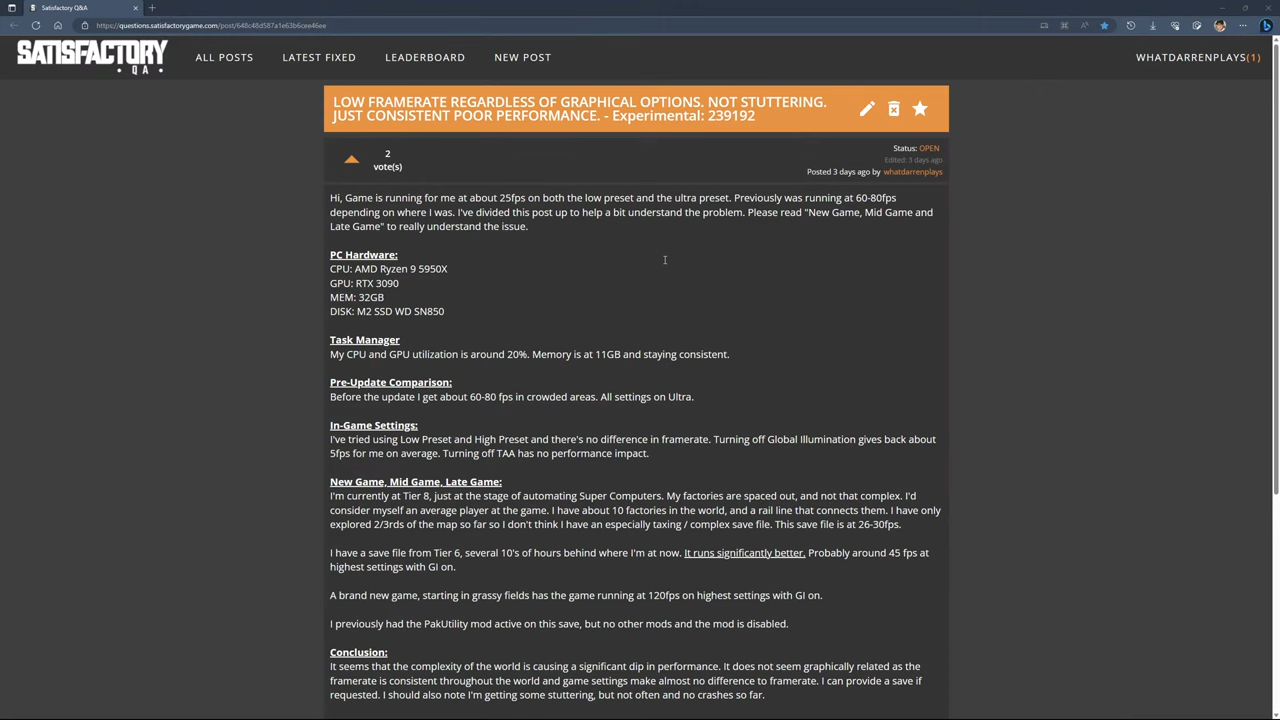 Satisfactory Q&A
https://questions.satisfactorygame.com/post/648c48d587a1e63b6cee46ee
SATISFACTORY
Q&A
ALL POSTS
LATEST FIXED
LEADERBOARD
NEW POST
WHATDARRENPLAYS(1)
LOW FRAMERATE REGARDLESS OF GRAPHICAL OPTIONS. NOT STUTTERING.
JUST CONSISTENT POOR PERFORMANCE. - Experimental: 239192
2
vote(s)
Status: OPEN
Edited: 3 days ago
Posted 3 days ago by whatdarrenplays
Hi, Game is running for me at about 25fps on both the low preset and the ultra preset. Previously was running at 60-80fps
depending on where I was. I've divided this post up to help a bit understand the problem. Please read "New Game, Mid Game and
Late Game" to really understand the issue.
PC Hardware:
CPU: AMD Ryzen 9 5950X
GPU: RTX 3090
MEM: 32GB
DISK: M2 SSD WD SN850
Task Manager
My CPU and GPU utilization is around 20%. Memory is at 11GB and staying consistent.
Pre-Update Comparison:
Before the update I get about 60-80 fps in crowded areas. All settings on Ultra.
In-Game Settings:
I've tried using Low Preset and High Preset and there's no difference in framerate. Turning off Global Illumination gives back about
5fps for me on average. Turning off TAA has no performance impact.
New Game, Mid Game, Late Game:
I'm currently at Tier 8, just at the stage of automating Super Computers. My factories are spaced out, and not that complex. I'd
consider myself an average player at the game. I have about 10 factories in the world, and a rail line that connects them. I have only
explored 2/3rds of the map so far so I don't think I have an especially taxing / complex save file. This save file is at 26-30fps.
I have a save file from Tier 6, several 10's of hours behind where I'm at now. It runs significantly better. Probably around 45 fps at
highest settings with GI on.
A brand new game, starting in grassy fields has the game running at 120fps on highest settings with GI on.
I previously had the PakUtility mod active on this save, but no other mods and the mod is disabled.
Conclusion:
It seems that the complexity of the world is causing a significant dip in performance. It does not seem graphically related as the
framerate is consistent throughout the world and game settings make almost no difference to framerate. I can provide a save if
requested. I should also note I'm getting some stuttering, but not often and no crashes so far.